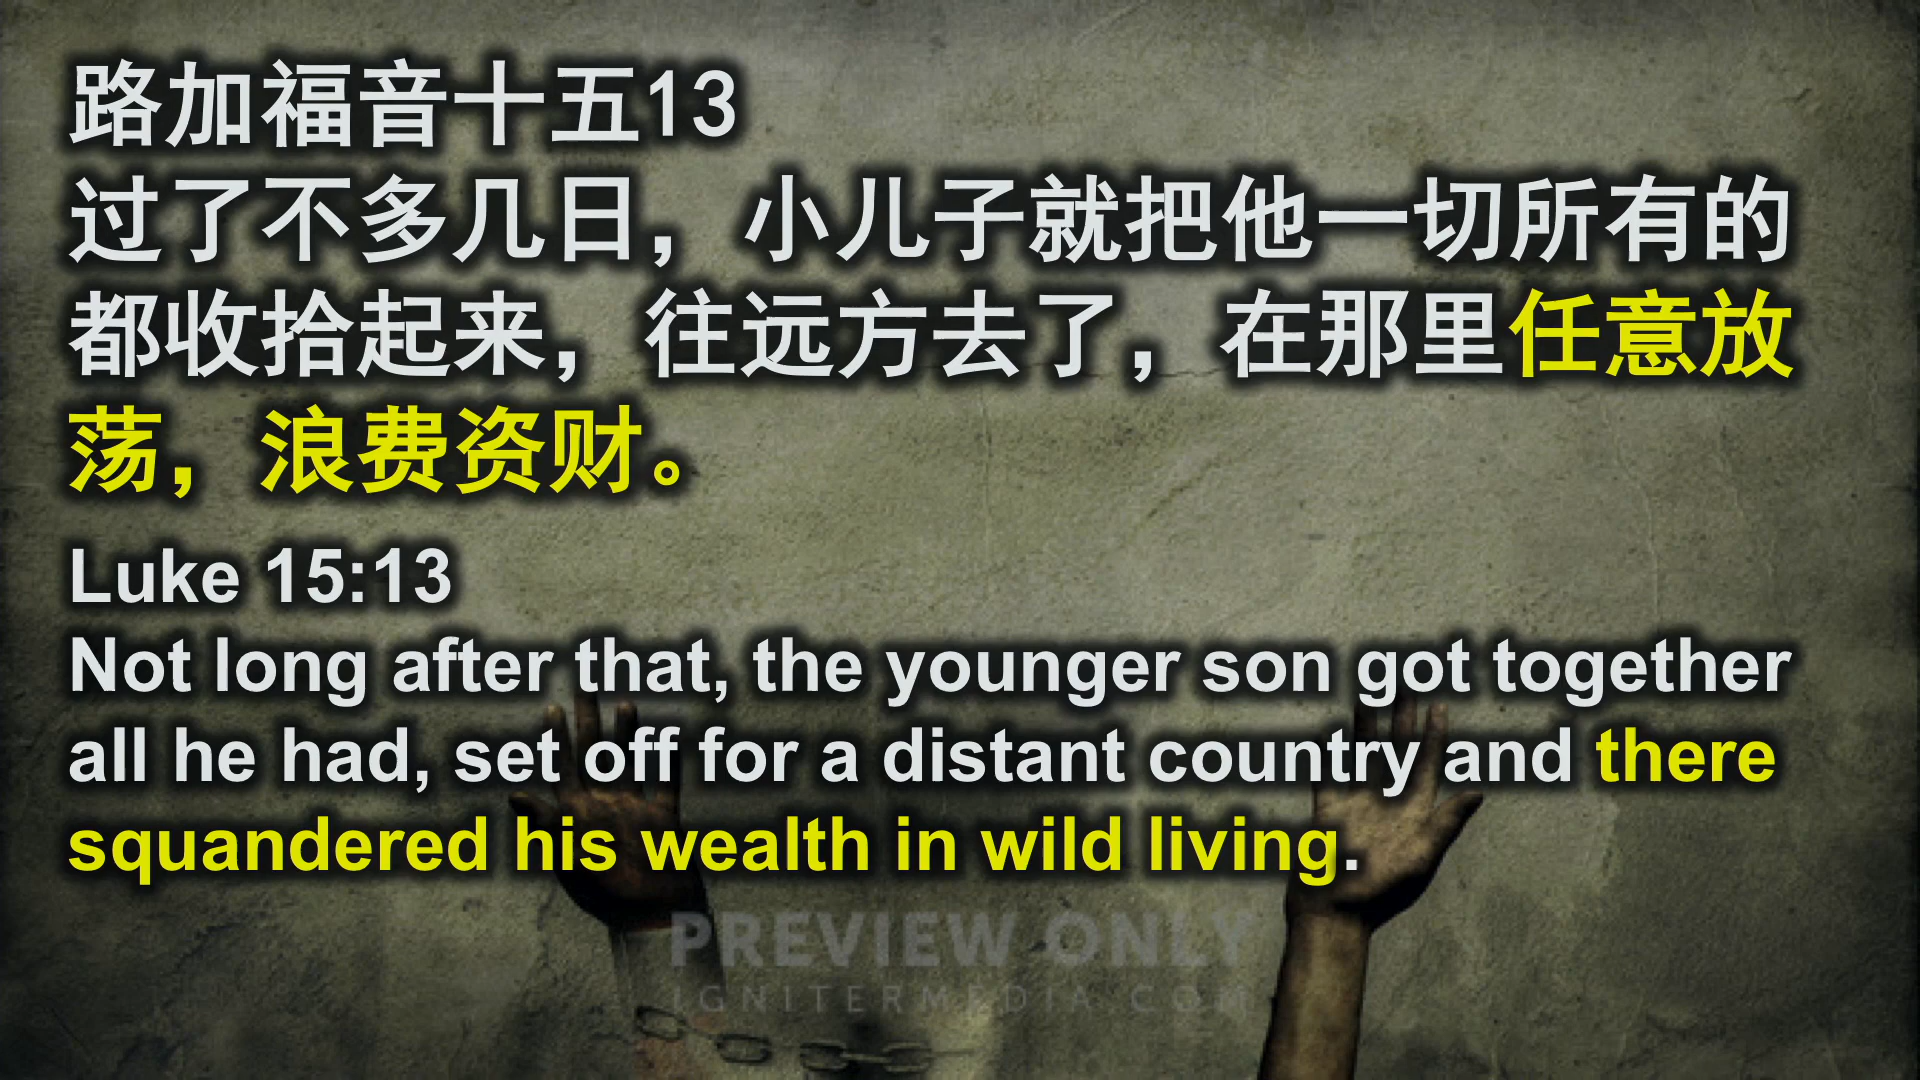 路加福音十五13
过了不多几日，小儿子就把他一切所有的
都收拾起来，往远方去了，在那里任意放
荡，浪费资财。
Luke 15:13
Not long after that, the younger son got together
all he had, set off for a distant country and there
squandered his wealth in wild living.
PREVIEW ONLY
IGNITERMEDIA.COM